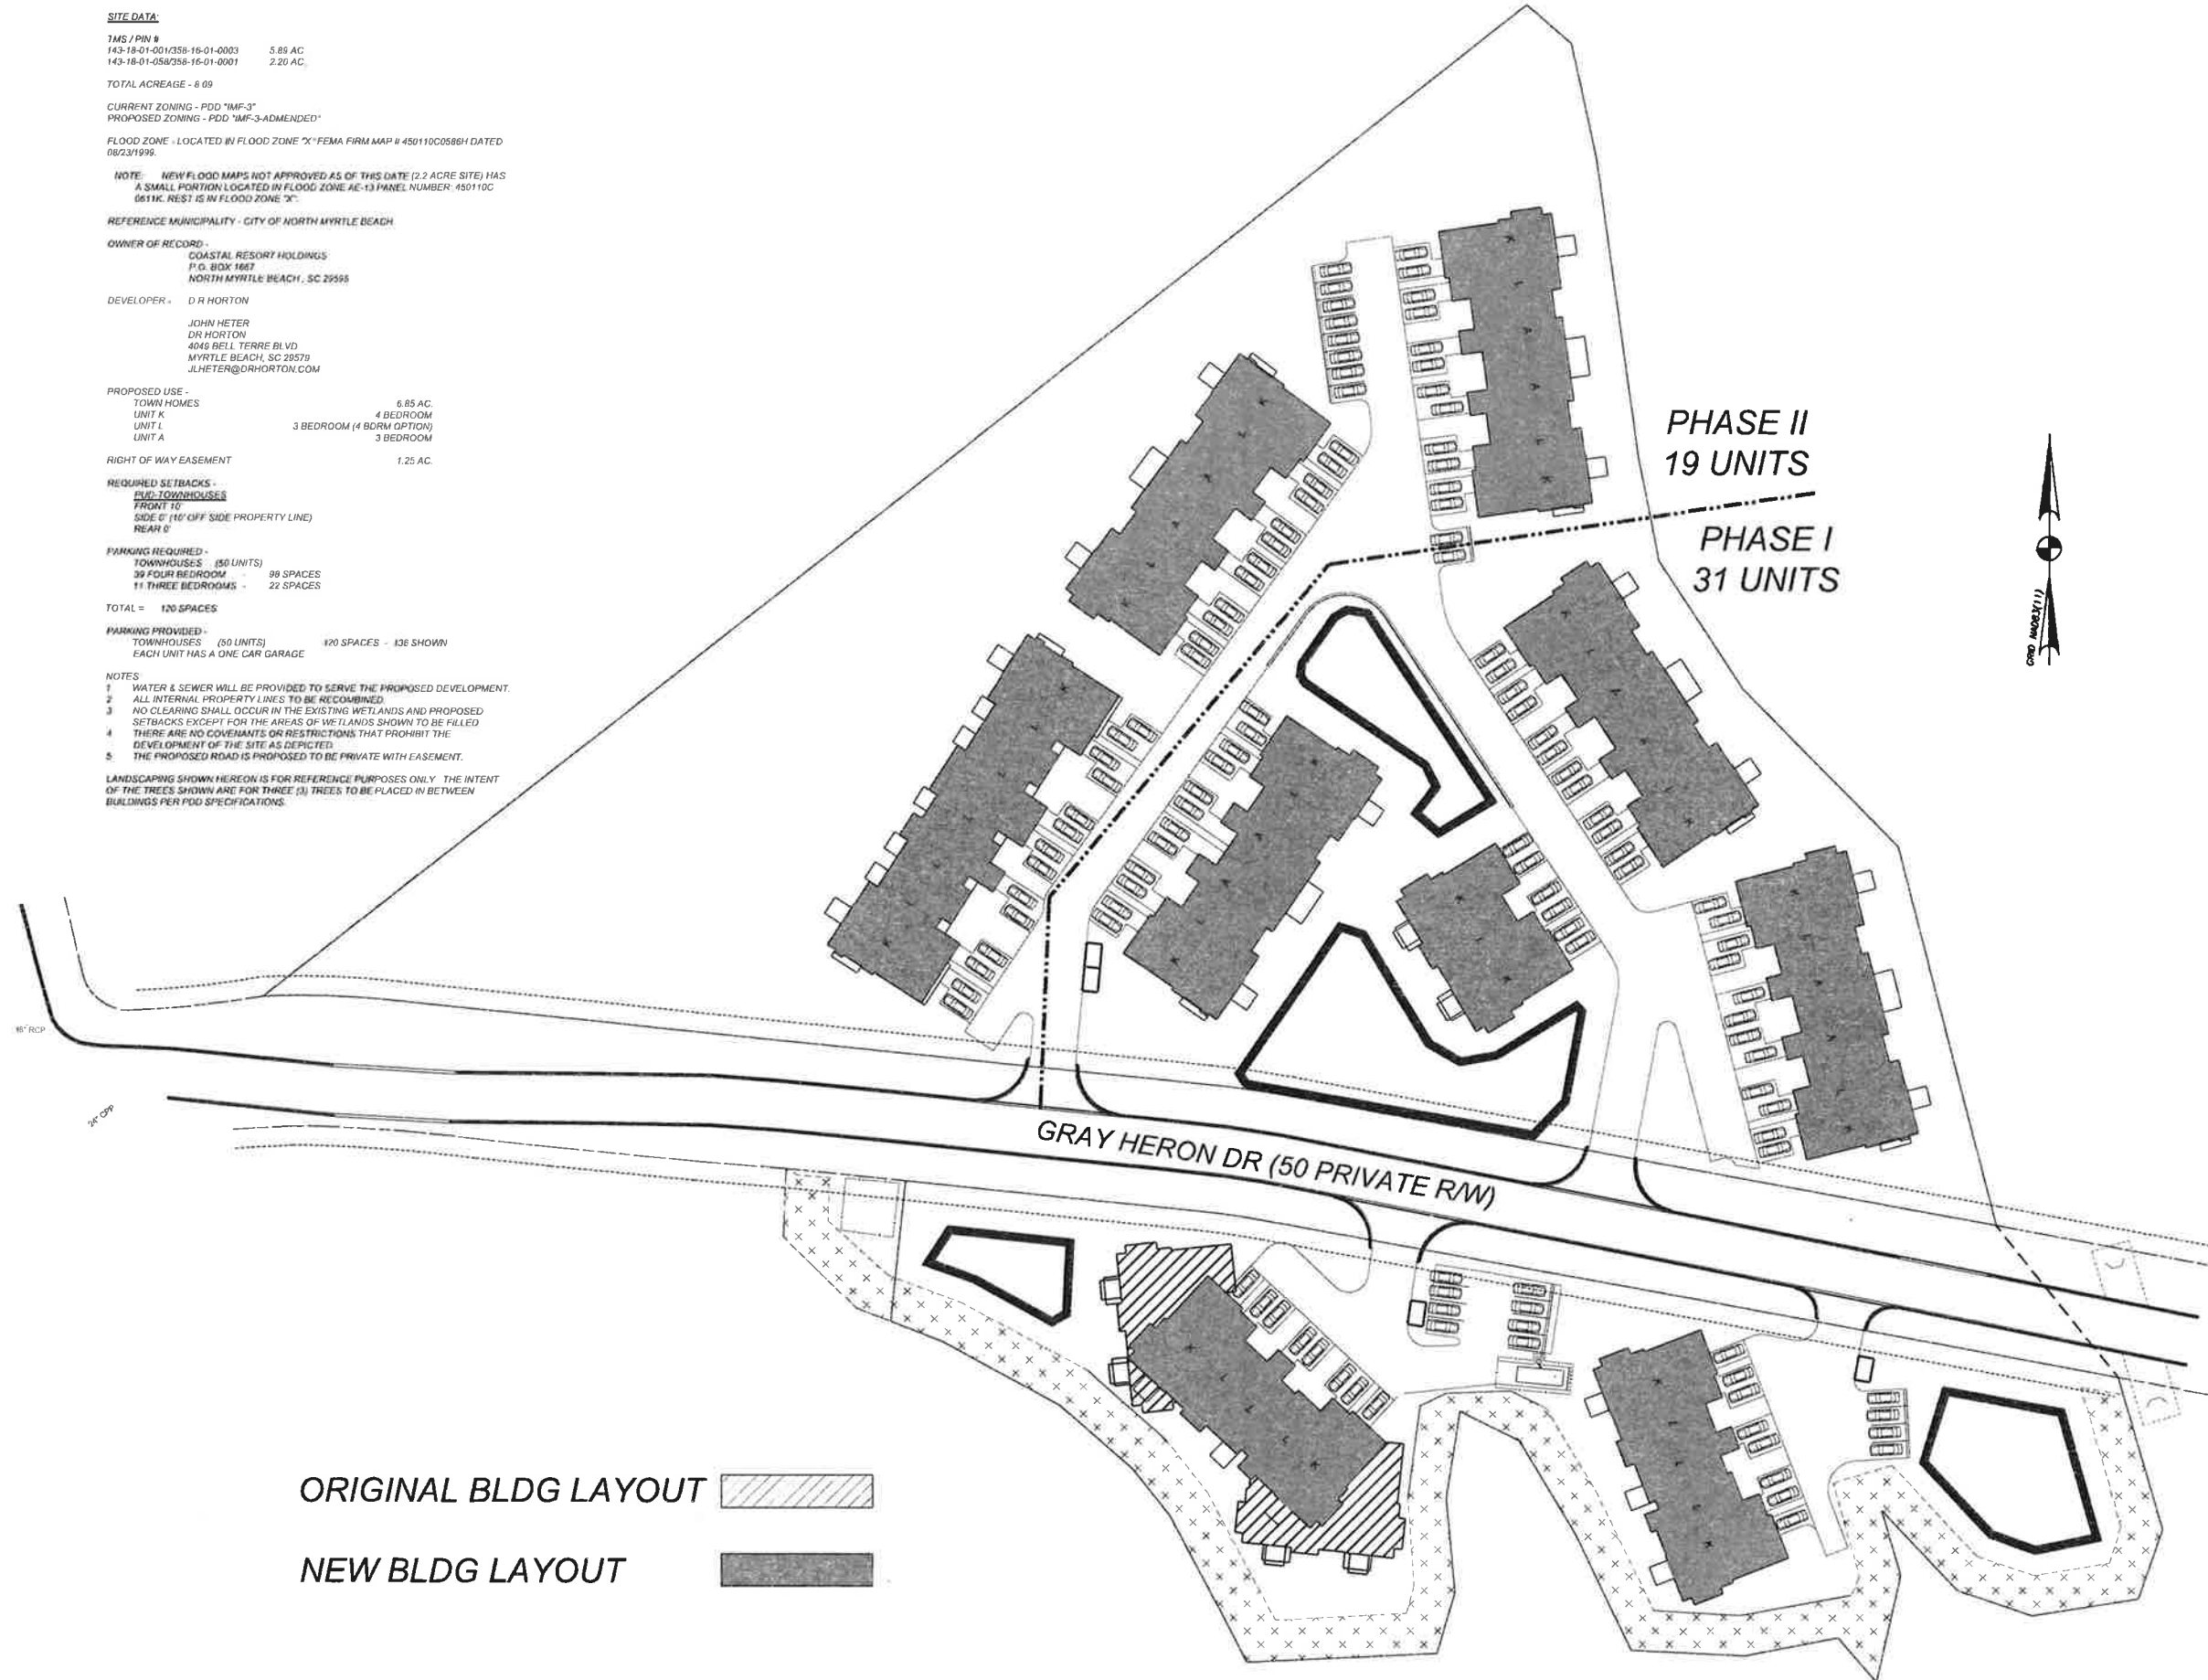 SITE DATA:
TMS / PIN #
143-18-01-001/358-16-01-0003 5.89 AC
143-18-01-058/358-16-01-0001 2.20 AC.
TOTAL ACREAGE - 8.09
CURRENT ZONING - PDD "IMF-3"
PROPOSED ZONING - PDD "IMF-3-ADMENDED"
FLOOD ZONE - LOCATED IN FLOOD ZONE "X" FEMA FIRM MAP # 450110C0586H DATED
08/23/1999.
NOTE: NEW FLOOD MAPS NOT APPROVED AS OF THIS DATE (2.2 ACRE SITE) HAS
A SMALL PORTION LOCATED IN FLOOD ZONE AE-13 PANEL NUMBER: 450110C
0611K. REST IS IN FLOOD ZONE "X".
REFERENCE MUNICIPALITY - CITY OF NORTH MYRTLE BEACH
OWNER OF RECORD -
COASTAL RESORT HOLDINGS
P.O. BOX 1667
NORTH MYRTLE BEACH, SC 29598
DEVELOPER - D R HORTON
JOHN HETER
DR HORTON
4049 BELL TERRE BLVD
MYRTLE BEACH, SC 29579
JLHETER@DRHORTON.COM
PROPOSED USE -
TOWN HOMES 6.85 AC.
UNIT K 4 BEDROOM
UNIT L 3 BEDROOM (4 BDRM OPTION)
UNIT A 3 BEDROOM
RIGHT OF WAY EASEMENT 1.25 AC.
REQUIRED SETBACKS -
PUD-TOWNHOUSES
FRONT 10'
SIDE 0' (10' OFF SIDE PROPERTY LINE)
REAR 0'
PARKING REQUIRED -
TOWNHOUSES (50 UNITS)
39 FOUR BEDROOM - 98 SPACES
11 THREE BEDROOMS - 22 SPACES
TOTAL = 120 SPACES
PARKING PROVIDED -
TOWNHOUSES (50 UNITS) 120 SPACES - SHOWN
EACH UNIT HAS A ONE CAR GARAGE
NOTES
1 WATER & SEWER WILL BE PROVIDED TO SERVE THE PROPOSED DEVELOPMENT.
2 ALL INTERNAL PROPERTY LINES TO BE RECOMBINED.
3 NO CLEARING SHALL OCCUR IN THE EXISTING WETLANDS AND PROPOSED
SETBACKS EXCEPT FOR THE AREAS OF WETLANDS SHOWN TO BE FILLED
4 THERE ARE NO COVENANTS OR RESTRICTIONS THAT PROHIBIT THE
DEVELOPMENT OF THE SITE AS DEPICTED
5 THE PROPOSED ROAD IS PROPOSED TO BE PRIVATE WITH EASEMENT.
LANDSCAPING SHOWN HEREON IS FOR REFERENCE PURPOSES ONLY THE INTENT
OF THE TREES SHOWN ARE FOR THREE (3) TREES TO BE PLACED IN BETWEEN
BUILDINGS PER PDD SPECIFICATIONS.
PHASE II
19 UNITS
PHASE I
31 UNITS
GRID NAD83(11)
RCP
24" CPP
GRAY HERON DR (50 PRIVATE R/W)
ORIGINAL BLDG LAYOUT
NEW BLDG LAYOUT